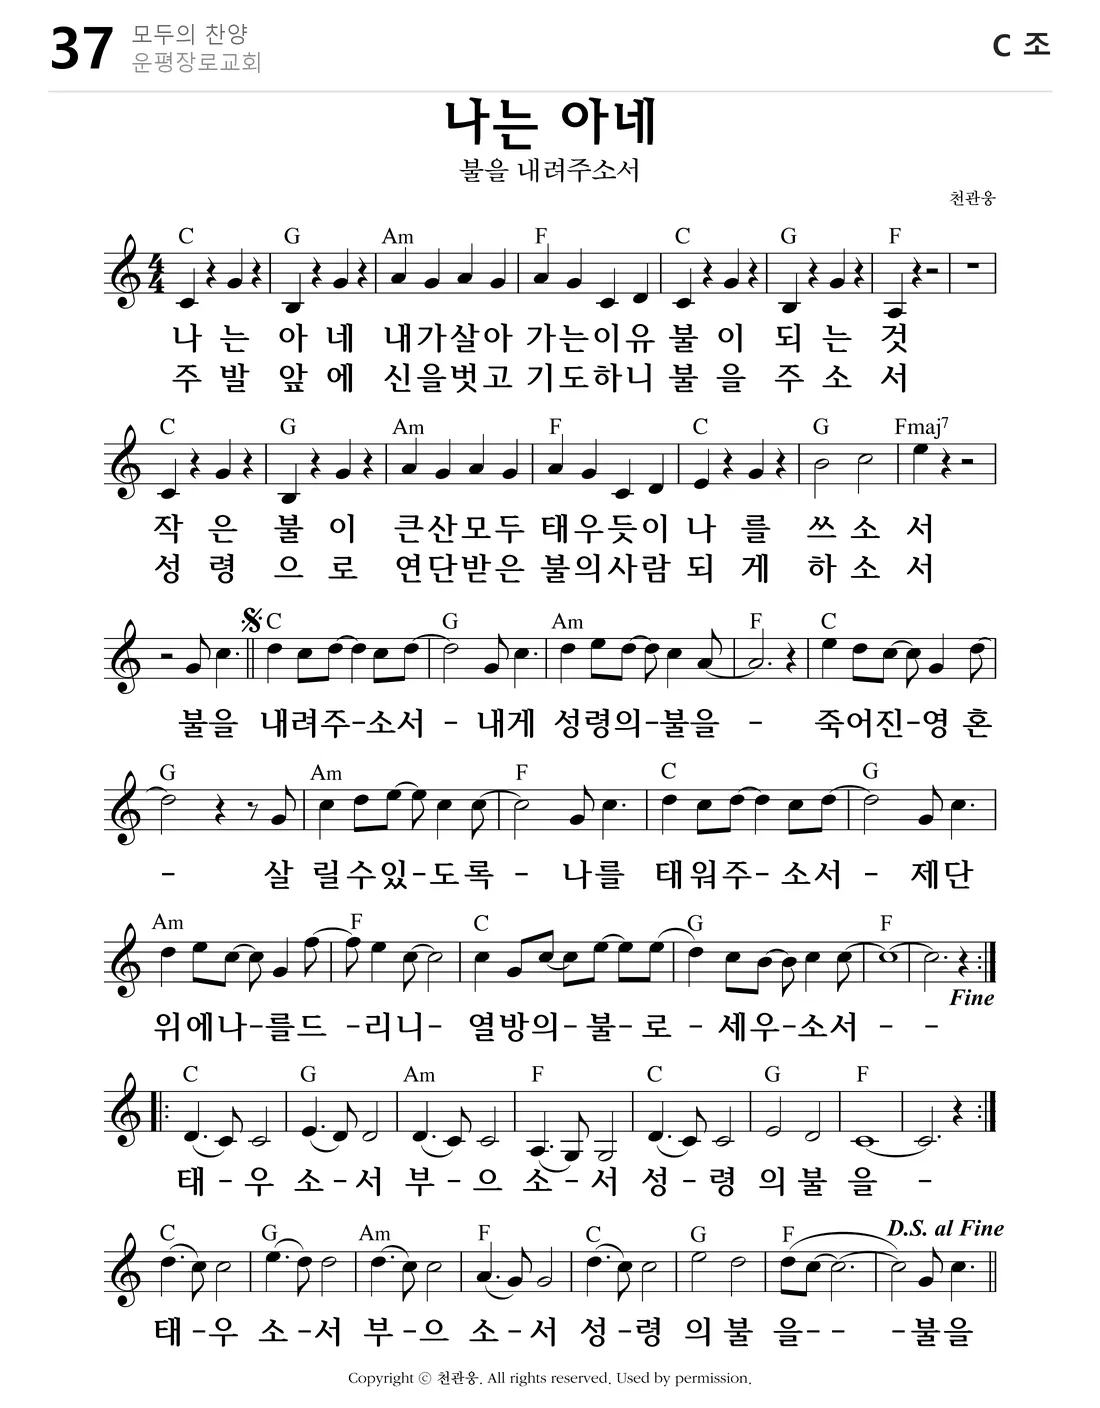 37 모두의 찬양
운평장로교회
C 조
나는 아네
불을 내려주소서
천관웅
C G Am F C G F
나 는 아 네 내가살아 가는이유 불 이 되 는 것
주 발 앞 에 신을벗고 기도하니 불 을 주 소 서
C G Am F C G Fmaj7
작 은 불 이 큰산모두 태우듯이 나 를 쓰 소 서
성 령 으 로 연단받은 불의사람 되 게 하 소 서
C G Am F C
불을 내려주-소서 - 내게 성령의-불을 - 죽어진-영 혼
G Am F C G
- 살 릴수있-도록 - 나를 태워주- 소서 - 제단
Am F C G F
Fine
위에나-를드 -리니- 열방의-불-로 -세우-소서 - -
C G Am F C G F
태-우 소-서 부-으 소-서 성-령 의불 을 -
D.S. al Fine
C G Am F C G F
태-우 소-서 부-으 소-서 성-령 의불 을- - -불을
Copyright ⓒ 천관웅. All rights reserved. Used by permission.